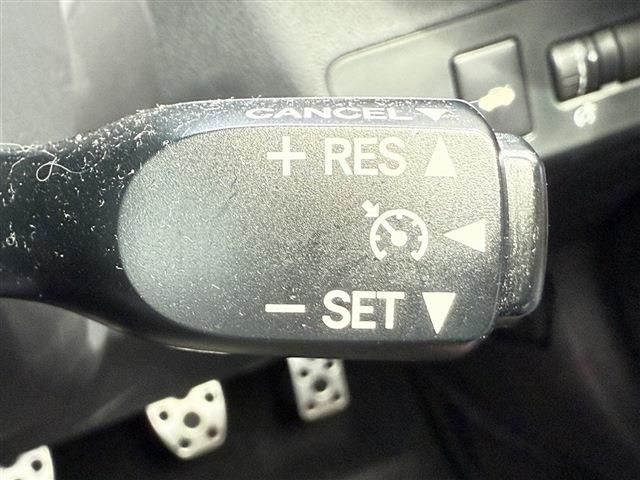 CANCEL ▼
+ RES ▲
◀
− SET ▼